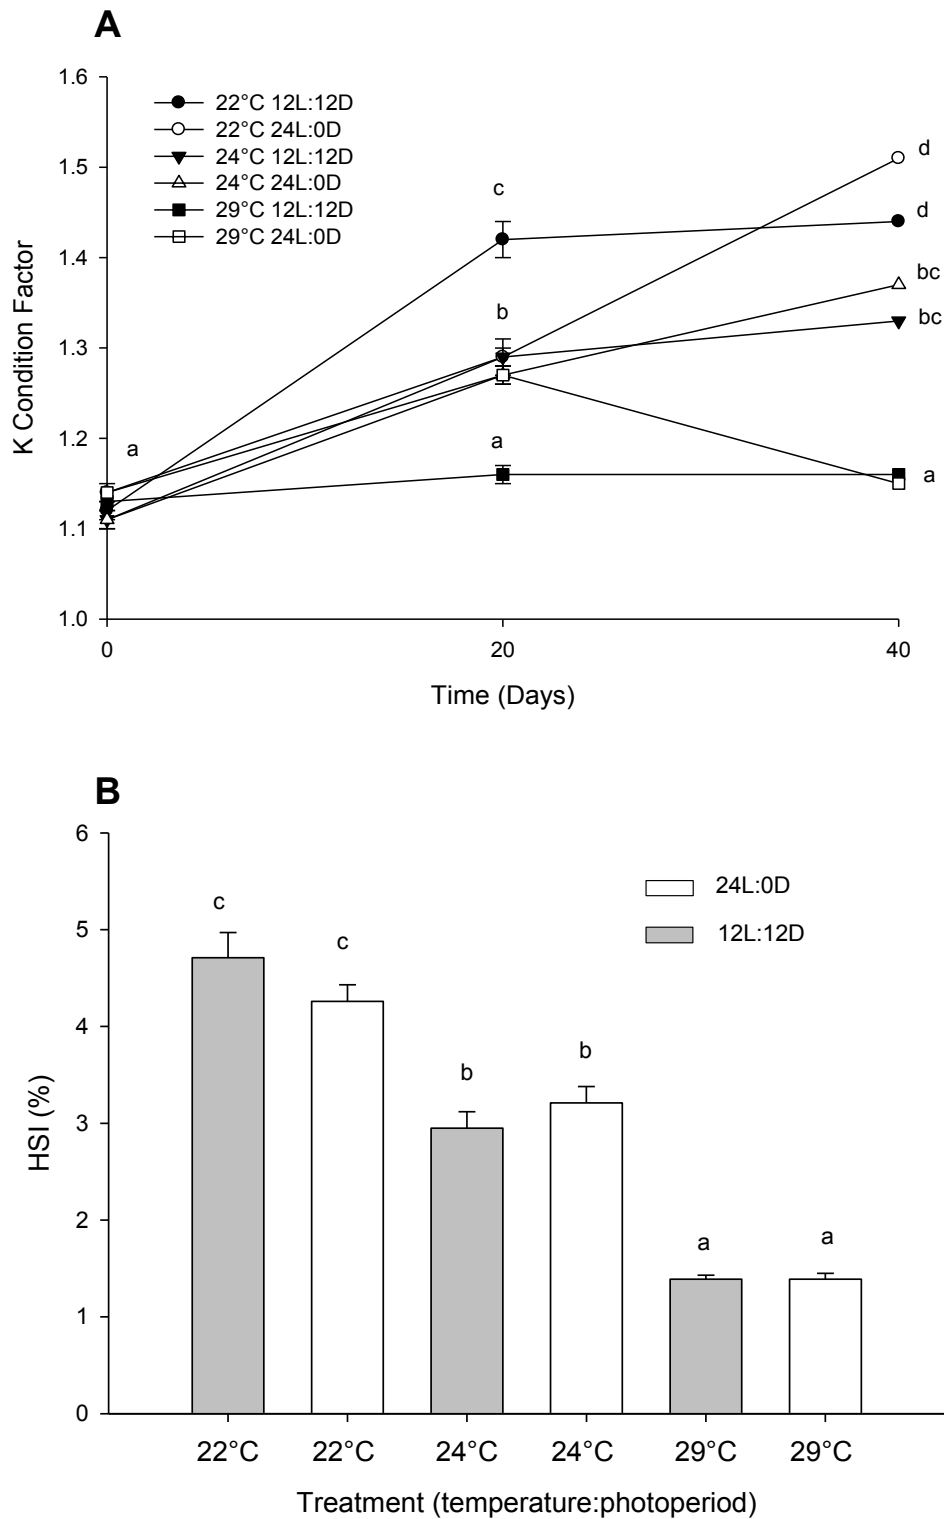 A
1.6
22°C 12L:12D
22°C 24L:0D
24°C 12L:12D
24°C 24L:0D
29°C 12L:12D
29°C 24L:0D
1.5
1.4
1.3
1.2
1.1
1.0
K Condition Factor
a
c
b
a
d
d
bc
bc
a
0
20
40
Time (Days)
B
6
5
4
3
2
1
0
HSI (%)
24L:0D
12L:12D
c
c
b
b
a
a
22°C
22°C
24°C
24°C
29°C
29°C
Treatment (temperature:photoperiod)